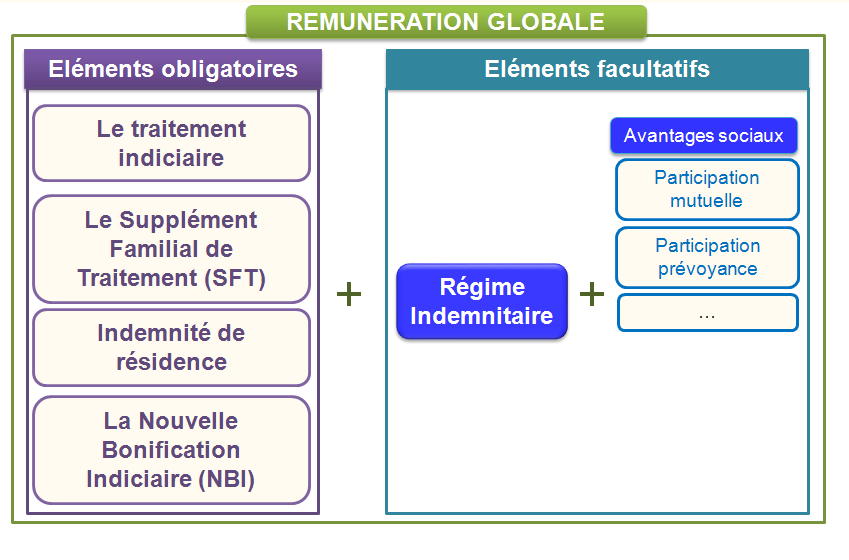 REMUNERATION GLOBALE
Eléments obligatoires
Le traitement
indiciaire
Le Supplément
Familial de
Traitement (SFT)
Indemnité de
résidence
La Nouvelle
Bonification
Indiciaire (NBI)
+
Eléments facultatifs
Régime
Indemnitaire
+
Avantages sociaux
Participation
mutuelle
Participation
prévoyance
…